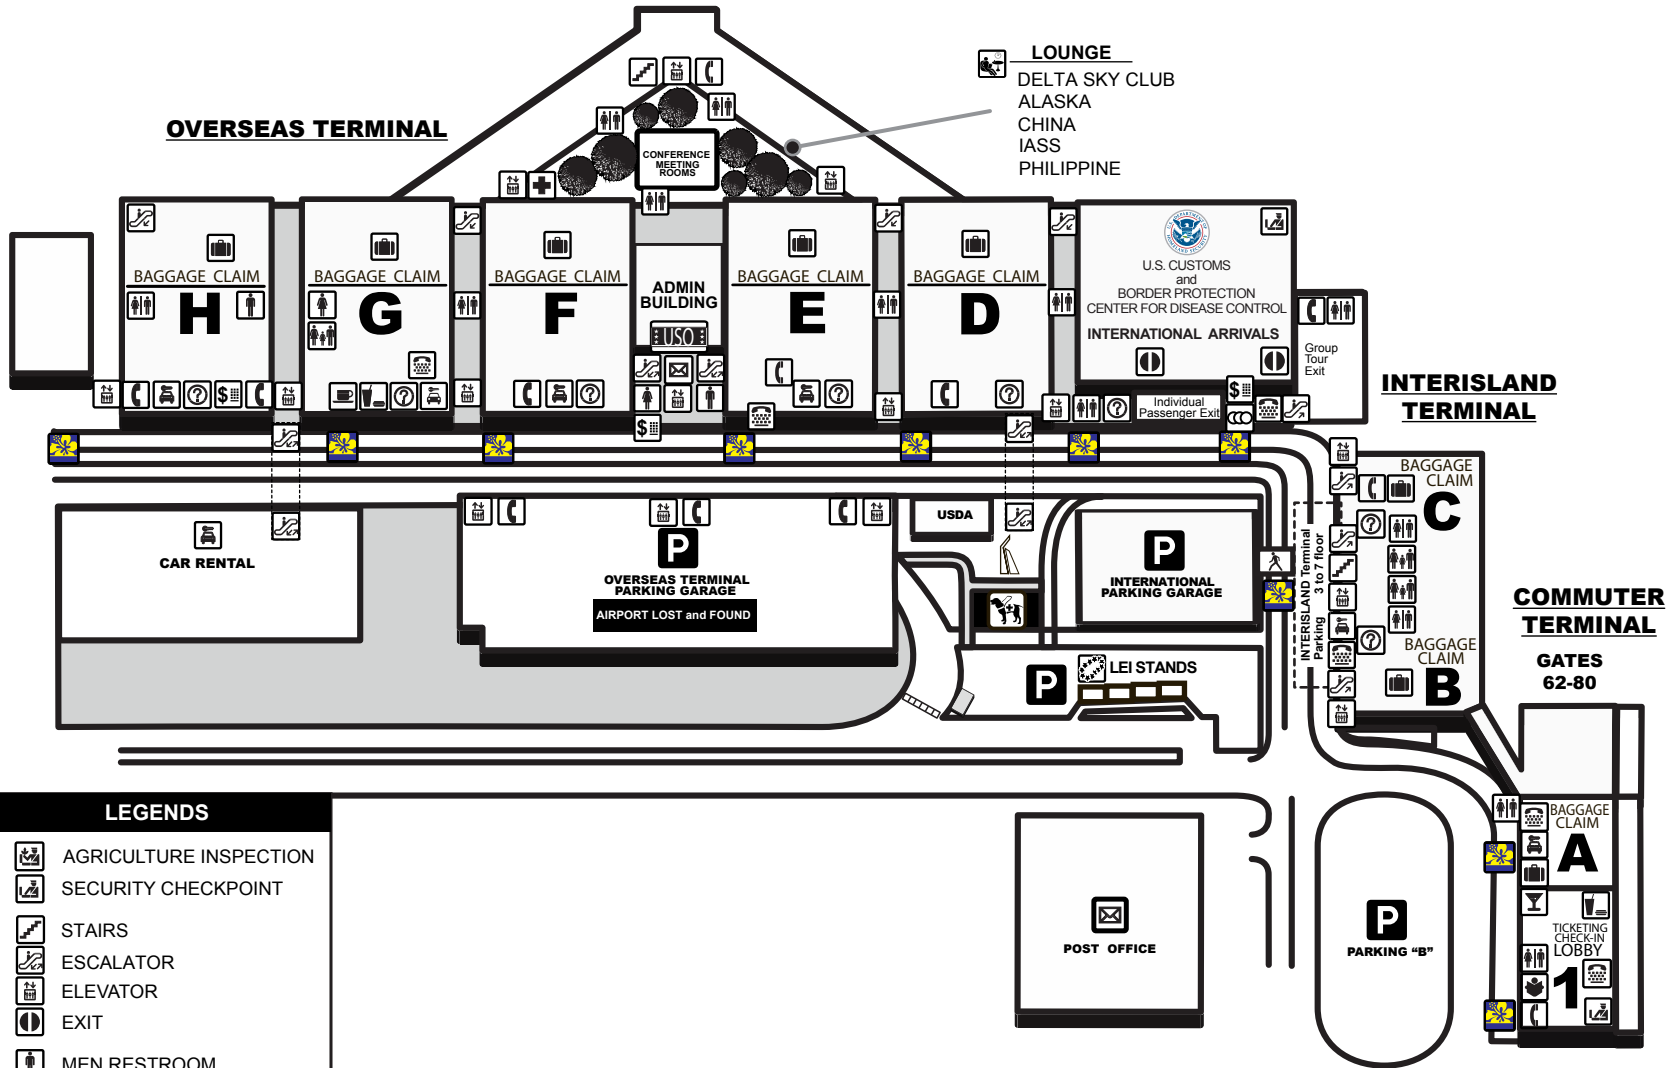 LOUNGE
DELTA SKY CLUB
ALASKA
CHINA
IASS
PHILIPPINE
OVERSEAS TERMINAL
CONFERENCE
MEETING
ROOMS
BAGGAGE CLAIM
H
BAGGAGE CLAIM
G
BAGGAGE CLAIM
F
ADMIN
BUILDING
USO
BAGGAGE CLAIM
E
BAGGAGE CLAIM
D
U.S. CUSTOMS
and
BORDER PROTECTION
CENTER FOR DISEASE CONTROL
INTERNATIONAL ARRIVALS
Group
Tour
Exit
Individual
Passenger Exit
INTERISLAND
TERMINAL
BAGGAGE
CLAIM
C
INTERISLAND Terminal
Parking 3 to 7 floor
BAGGAGE
CLAIM
B
CAR RENTAL
P
OVERSEAS TERMINAL
PARKING GARAGE
AIRPORT LOST and FOUND
USDA
P
INTERNATIONAL
PARKING GARAGE
P
LEI STANDS
COMMUTER
TERMINAL
GATES
62-80
BAGGAGE
CLAIM
A
TICKETING
CHECK-IN
LOBBY
1
POST OFFICE
P
PARKING “B”
LEGENDS
AGRICULTURE INSPECTION
SECURITY CHECKPOINT
STAIRS
ESCALATOR
ELEVATOR
EXIT
MEN RESTROOM